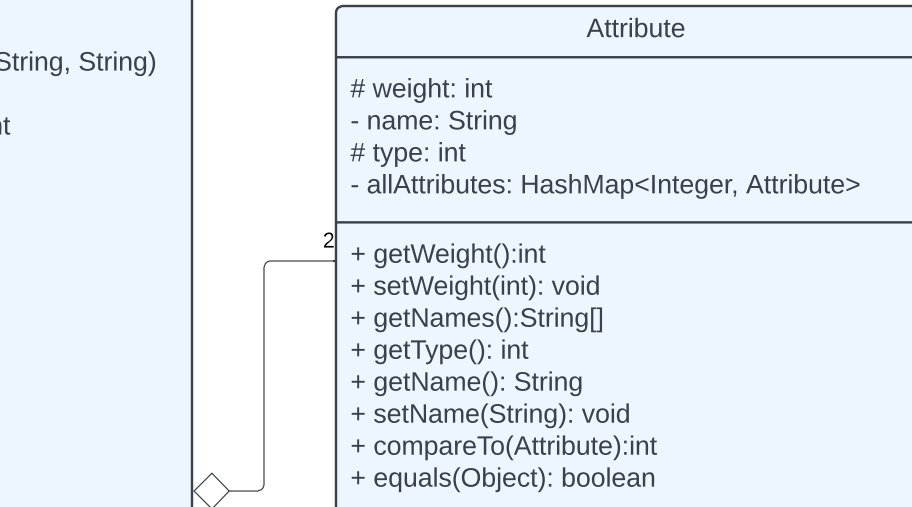 String, String)
Attribute
# weight: int
- name: String
# type: int
- allAttributes: HashMap<Integer, Attribute>
2
+ getWeight():int
+ setWeight(int): void
+ getNames():String[]
+ getType(): int
+ getName(): String
+ setName(String): void
+ compareTo(Attribute):int
+ equals(Object): boolean